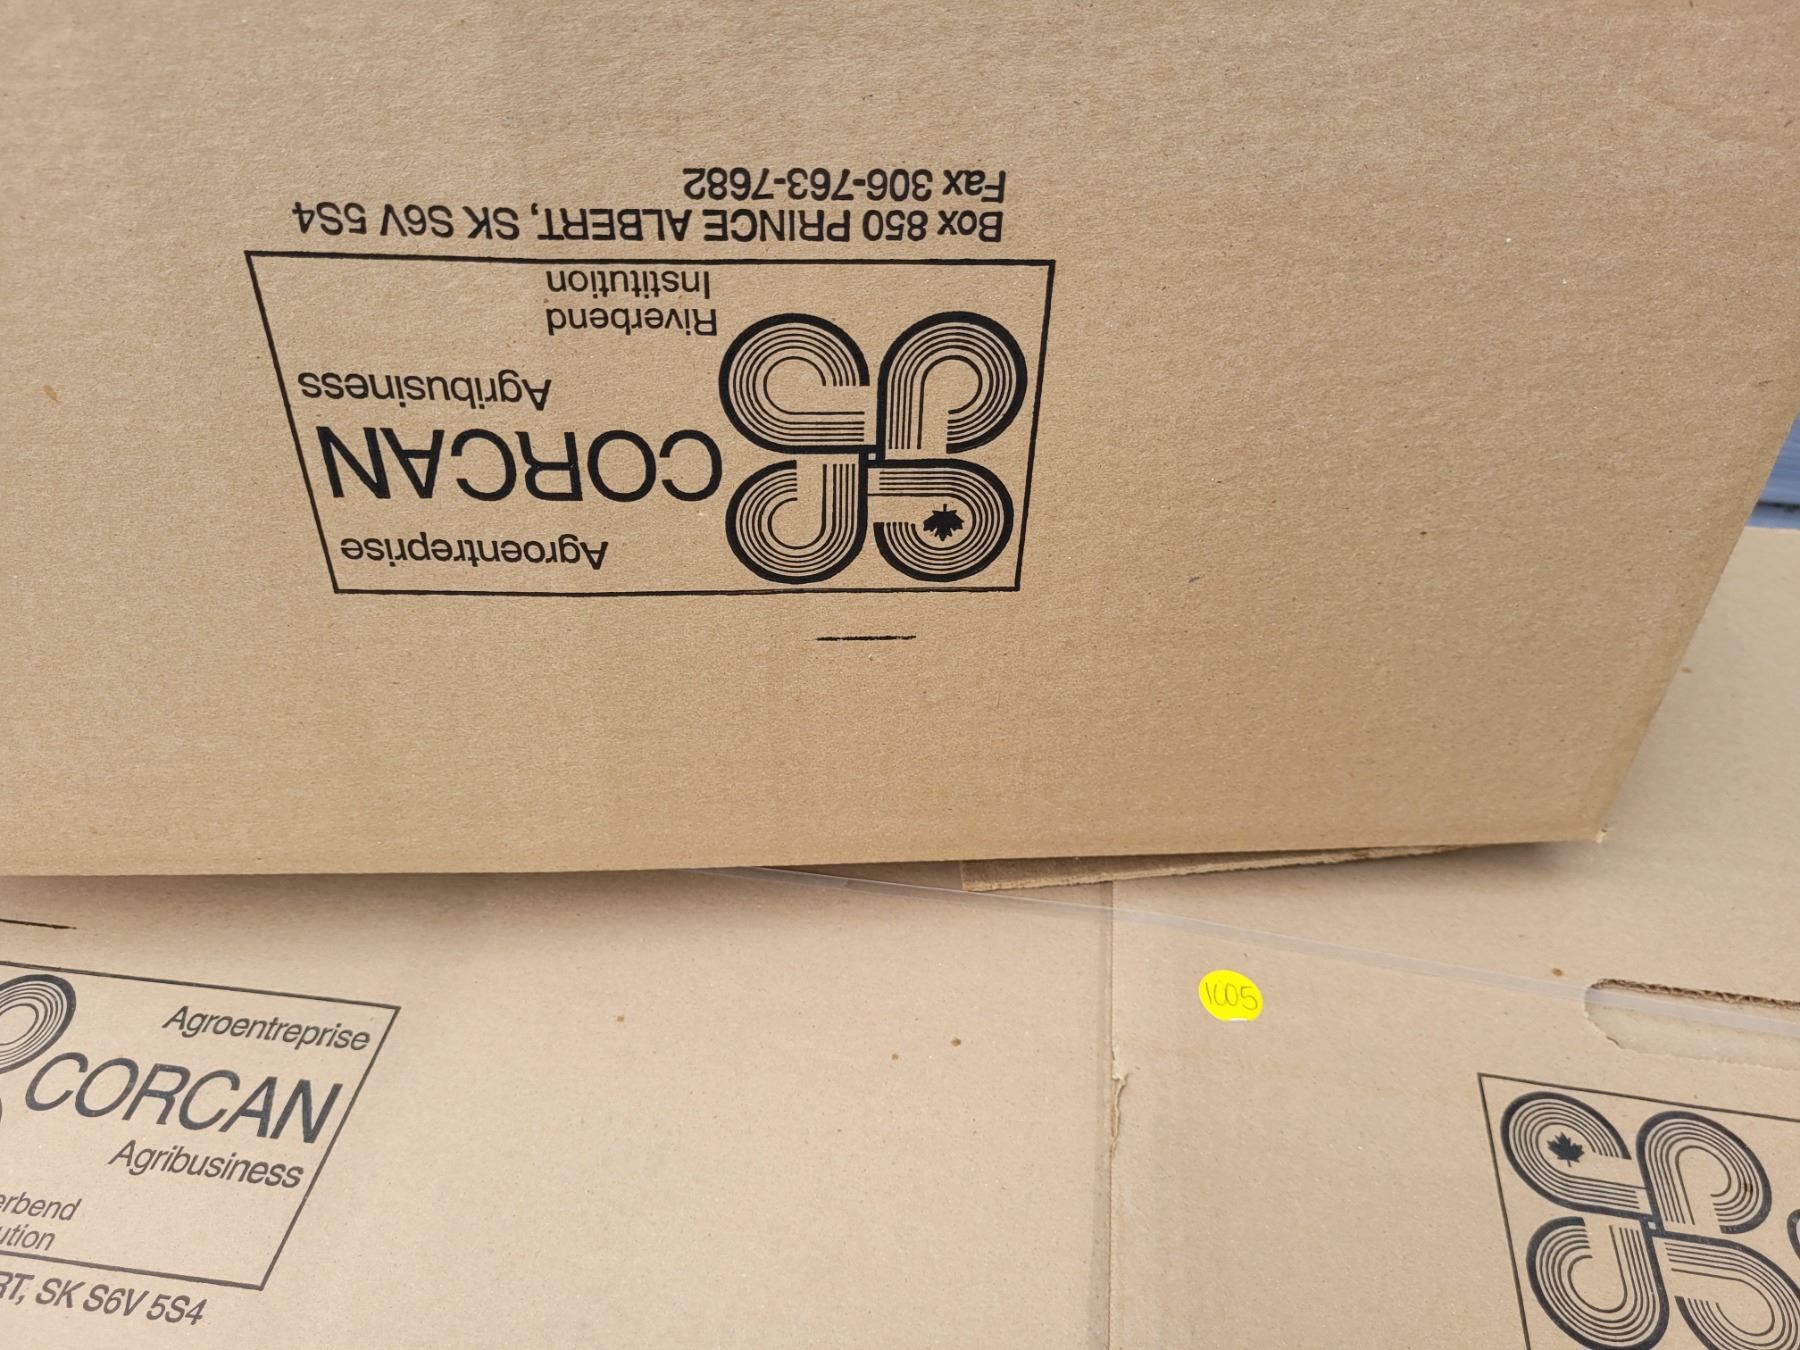 Agroentreprise
CORCAN
Agribusiness
Riverbend
Institution
Box 850 PRINCE ALBERT, SK S6V 5S4
Fax 306-763-7682
Agroentreprise
CORCAN
Agribusiness
erbend
ution
RT, SK S6V 5S4
1005